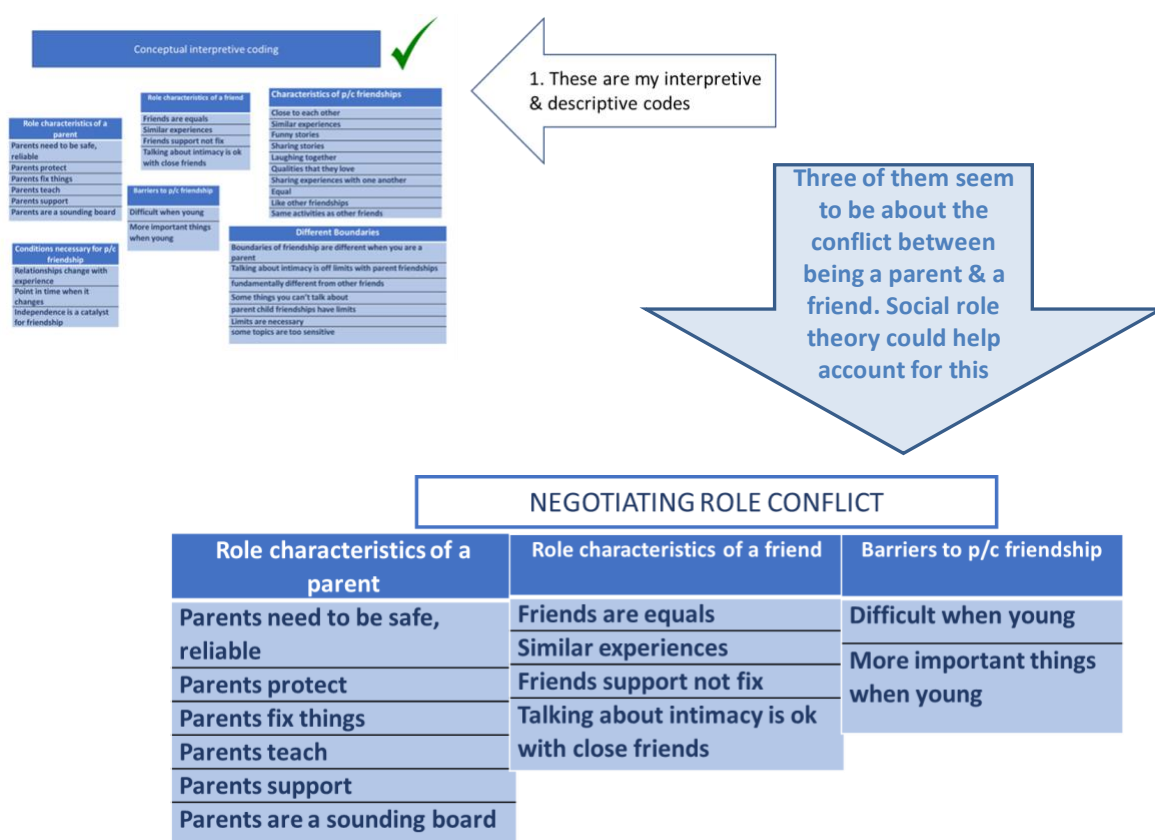 Conceptual interpretive coding
1. These are my interpretive
& descriptive codes
Role characteristics of a
parent
Parents need to be safe,
reliable
Parents protect
Parents fix things
Parents teach
Parents support
Parents are a sounding board
Role characteristics of a friend
Friends are equals
Similar experiences
Friends support not fix
Talking about intimacy is ok
with close friends
Characteristics of p/c friendships
Close to each other
Similar experiences
Funny stories
Sharing stories
Laughing together
Qualities that they love
Sharing experiences with one another
Equal
Like other friendships
Same activities as other friends
Barriers to p/c friendship
Difficult when young
More important things
when young
Conditions necessary for p/c
friendship
Relationships change with
experience
Point in time when it
changes
Independence is a catalyst
for friendship
Different Boundaries
Boundaries of friendship are different when you are a
parent
Talking about intimacy is off limits with parent friendships
fundamentally different from other friends
Some things you can't talk about
parent child friendships have limits
Limits are necessary
some topics are too sensitive
Three of them seem
to be about the
conflict between
being a parent & a
friend. Social role
theory could help
account for this
NEGOTIATING ROLE CONFLICT
Role characteristics of a
parent
Parents need to be safe,
reliable
Parents protect
Parents fix things
Parents teach
Parents support
Parents are a sounding board
Role characteristics of a friend
Friends are equals
Similar experiences
Friends support not fix
Talking about intimacy is ok
with close friends
Barriers to p/c friendship
Difficult when young
More important things
when young